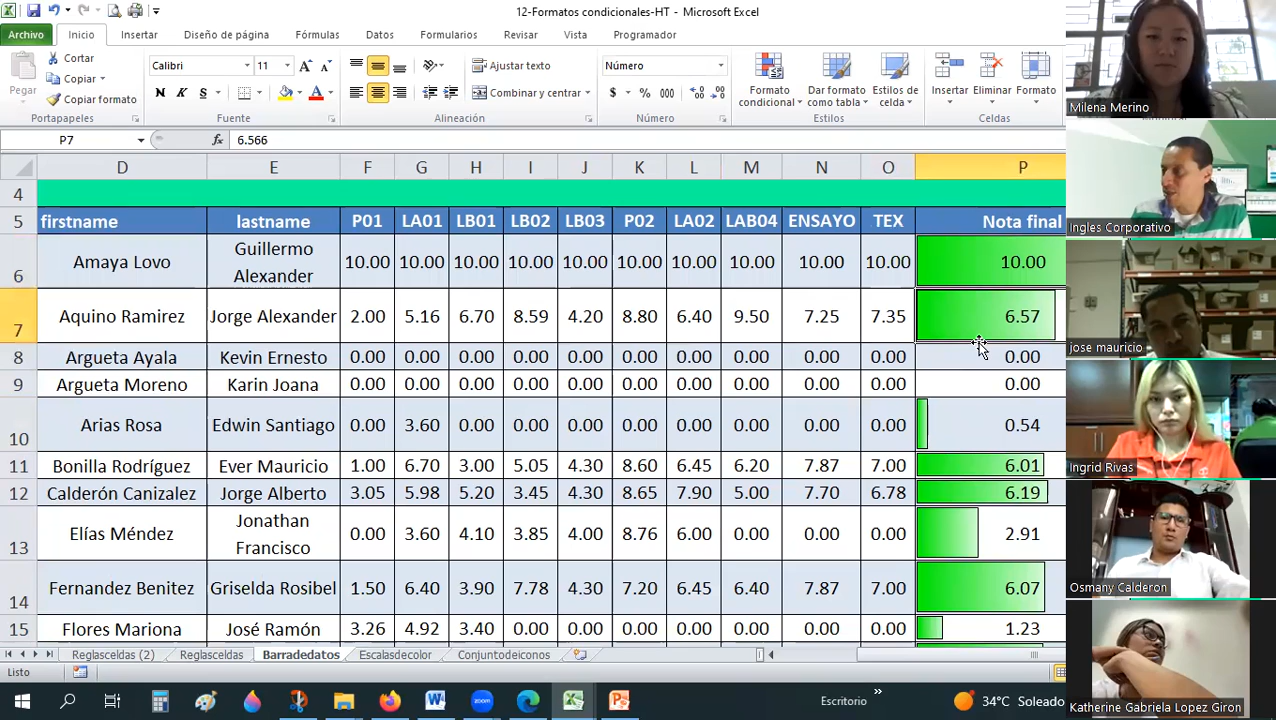 12-Formatos condicionales-HT - Microsoft Excel
Archivo Inicio Insertar Diseño de página Fórmulas Datos Formularios Revisar Vista Programador
Pegar
Cortar
Copiar
Copiar formato
Portapapeles
Calibri 11
N K S
Fuente
Ajustar texto
Combinar y centrar
Alineación
Número
$ % 000
Número
Formato condicional
Dar formato como tabla
Estilos de celda
Estilos
Insertar Eliminar Formato
Celdas
P7 fx 6.566
D E F G H I J K L M N O P
4
5 firstname lastname P01 LA01 LB01 LB02 LB03 P02 LA02 LAB04 ENSAYO TEX Nota final
6 Amaya Lovo Guillermo Alexander 10.00 10.00 10.00 10.00 10.00 10.00 10.00 10.00 10.00 10.00 10.00
7 Aquino Ramirez Jorge Alexander 2.00 5.16 6.70 8.59 4.20 8.80 6.40 9.50 7.25 7.35 6.57
8 Argueta Ayala Kevin Ernesto 0.00 0.00 0.00 0.00 0.00 0.00 0.00 0.00 0.00 0.00 0.00
9 Argueta Moreno Karin Joana 0.00 0.00 0.00 0.00 0.00 0.00 0.00 0.00 0.00 0.00 0.00
10 Arias Rosa Edwin Santiago 0.00 3.60 0.00 0.00 0.00 0.00 0.00 0.00 0.00 0.00 0.54
11 Bonilla Rodríguez Ever Mauricio 1.00 6.70 3.00 5.05 4.30 8.60 6.45 6.20 7.87 7.00 6.01
12 Calderón Canizalez Jorge Alberto 3.05 5.98 5.20 3.45 4.30 8.65 7.90 5.00 7.70 6.78 6.19
13 Elías Méndez Jonathan Francisco 0.00 3.60 4.10 3.85 4.00 8.76 6.00 0.00 0.00 0.00 2.91
14 Fernandez Benitez Griselda Rosibel 1.50 6.40 3.90 7.78 4.30 7.20 6.45 6.40 7.87 7.00 6.07
15 Flores Mariona José Ramón 3.26 4.92 3.40 0.00 0.00 0.00 0.00 0.00 0.00 0.00 1.23
Reglasceldas (2) Reglasceldas Barradedatos Escalasdecolor Conjuntodeiconos
Listo
Escritorio » 34°C Soleado
Milena Merino
Ingles Corporativo
jose mauricio
Ingrid Rivas
Osmany Calderon
Katherine Gabriela Lopez Giron